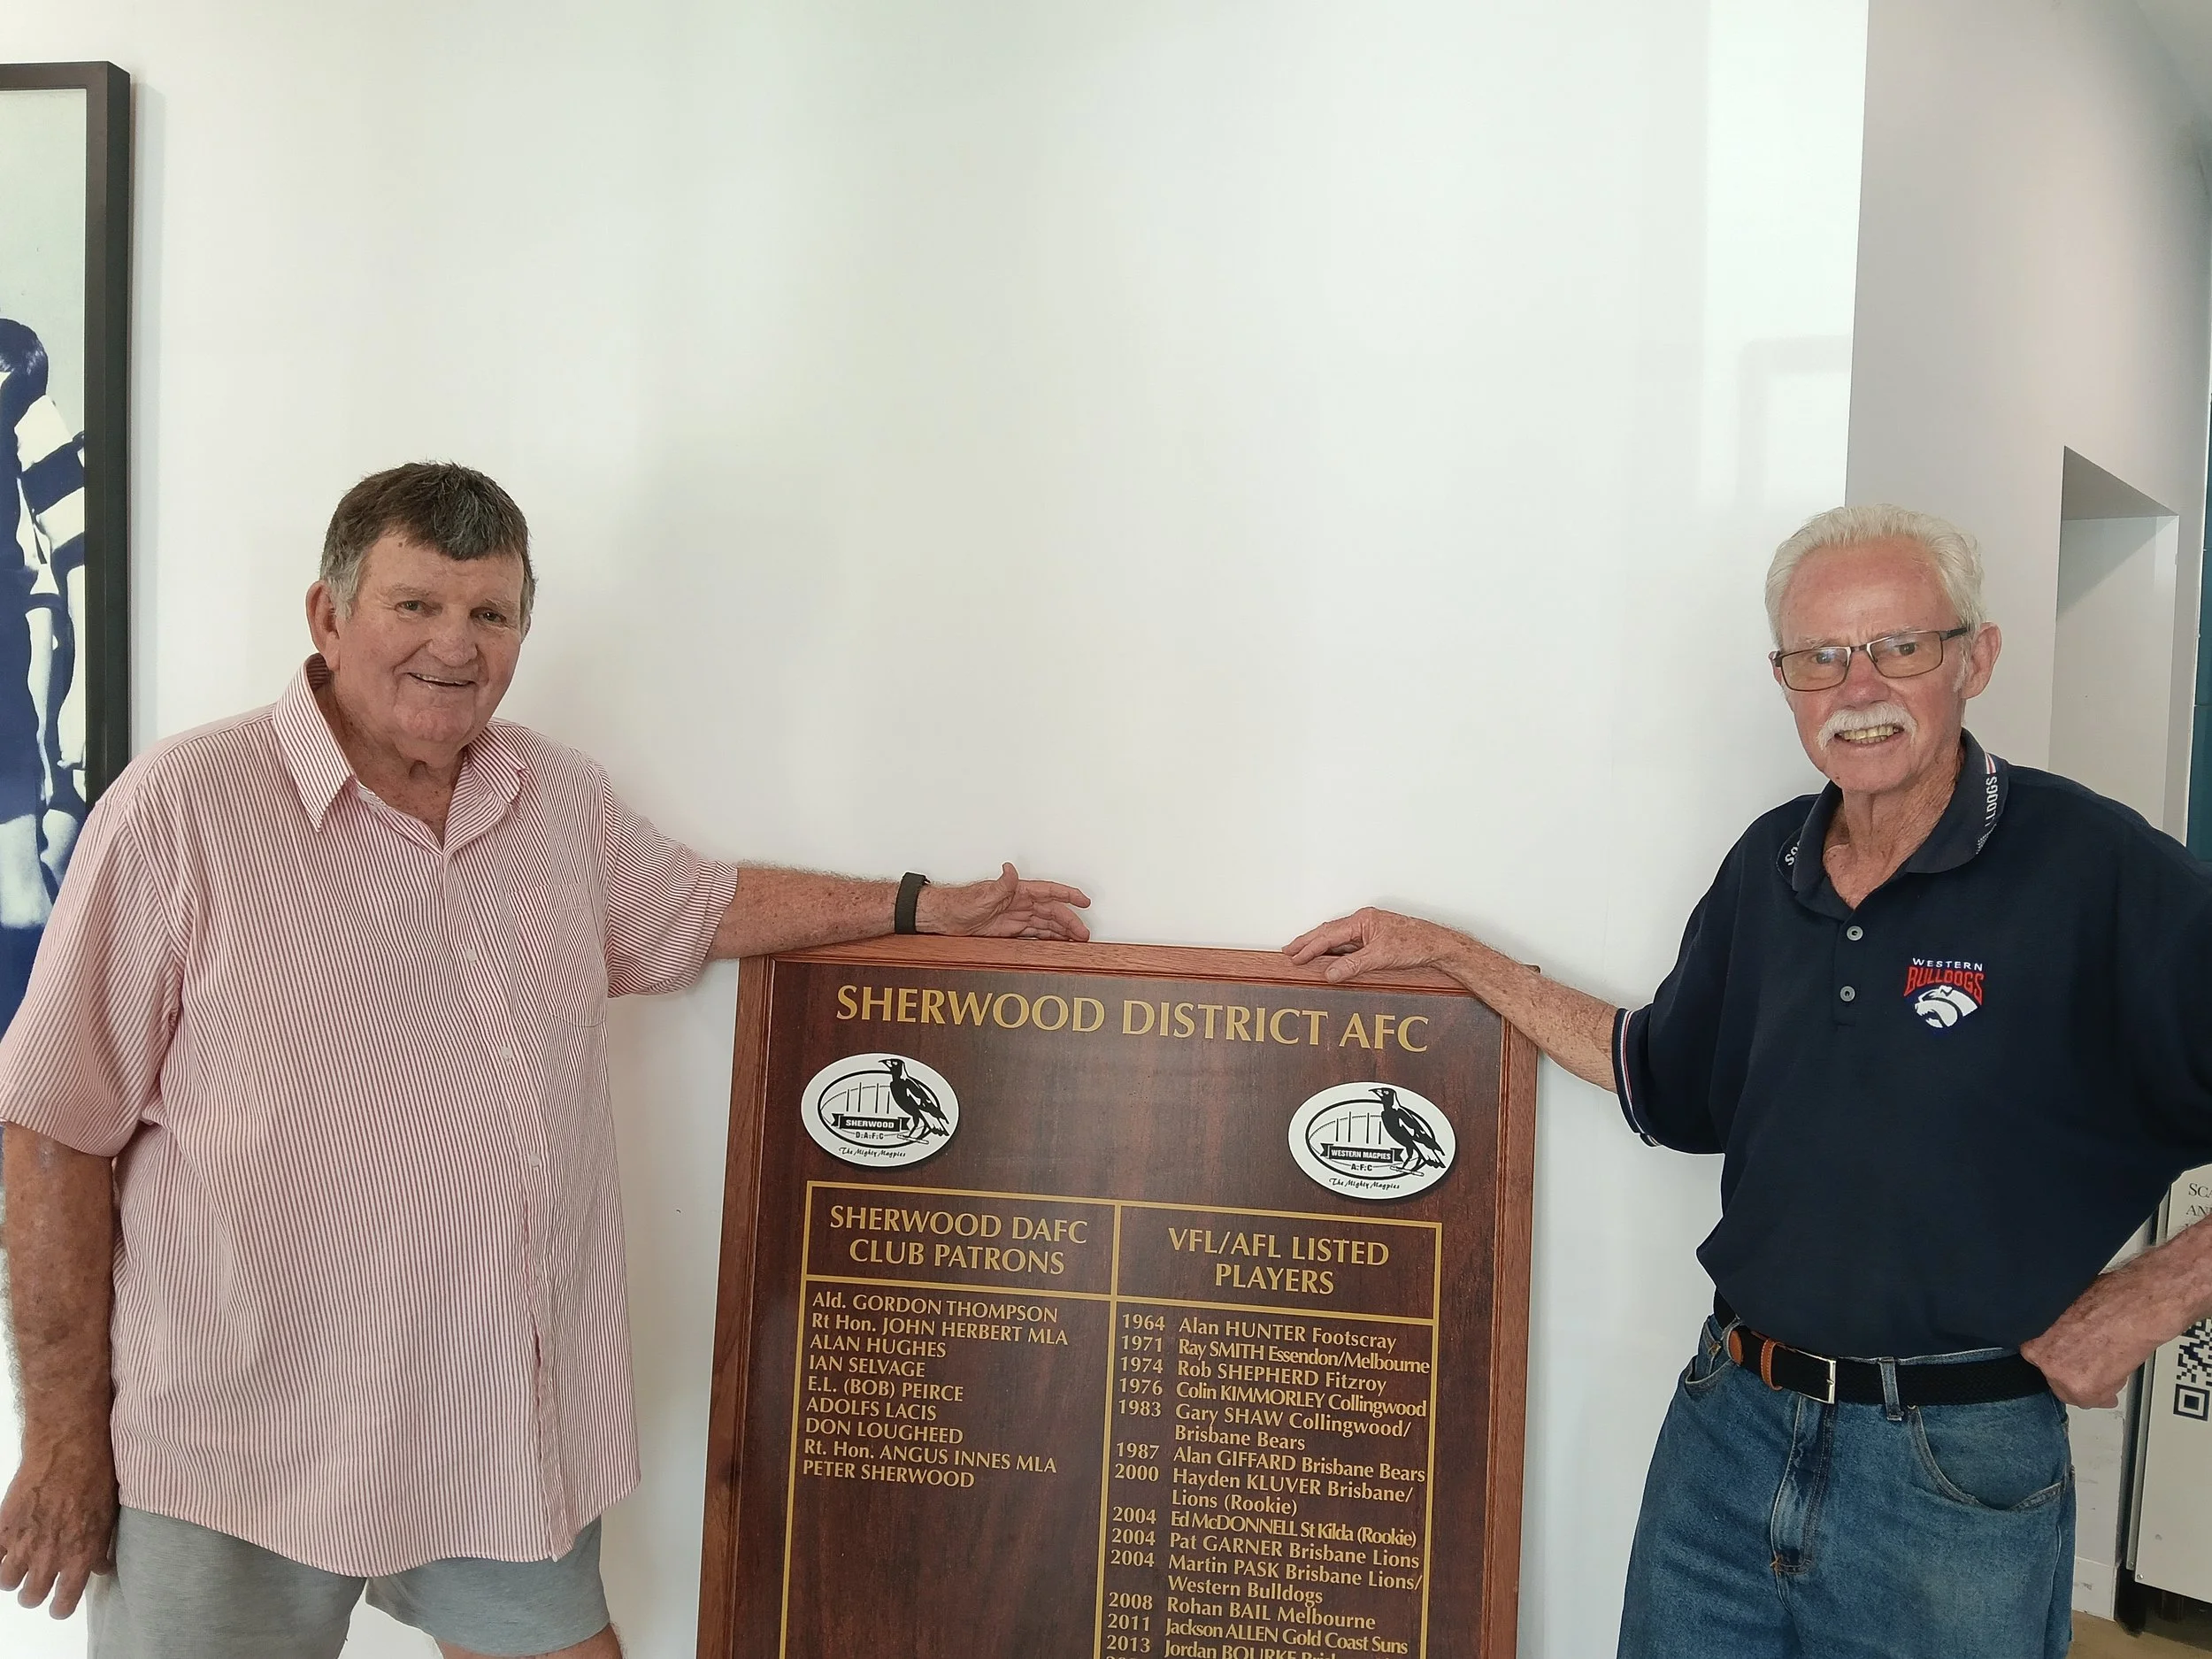 SHERWOOD DISTRICT AFC
SHERWOOD
D.A.F.C
The Mighty Magpies
WESTERN MAGPIES
A.F.C
The Mighty Magpies
SHERWOOD DAFC
CLUB PATRONS
Ald. GORDON THOMPSON
Rt Hon. JOHN HERBERT MLA
ALAN HUGHES
IAN SELVAGE
E.L. (BOB) PEIRCE
ADOLFS LACIS
DON LOUGHEED
Rt. Hon. ANGUS INNES MLA
PETER SHERWOOD
VFL/AFL LISTED
PLAYERS
1964 Alan HUNTER Footscray
1971 Ray SMITH Essendon/Melbourne
1974 Rob SHEPHERD Fitzroy
1976 Colin KIMMORLEY Collingwood
1983 Gary SHAW Collingwood/
Brisbane Bears
1987 Alan GIFFARD Brisbane Bears
2000 Hayden KLUVER Brisbane/
Lions (Rookie)
2004 Ed McDONNELL St Kilda (Rookie)
2004 Pat GARNER Brisbane Lions
2004 Martin PASK Brisbane Lions/
Western Bulldogs
2008 Rohan BAIL Melbourne
2011 Jackson ALLEN Gold Coast Suns
2013 Jordan BOURKE
WESTERN
BULLDOGS
LLDOGS